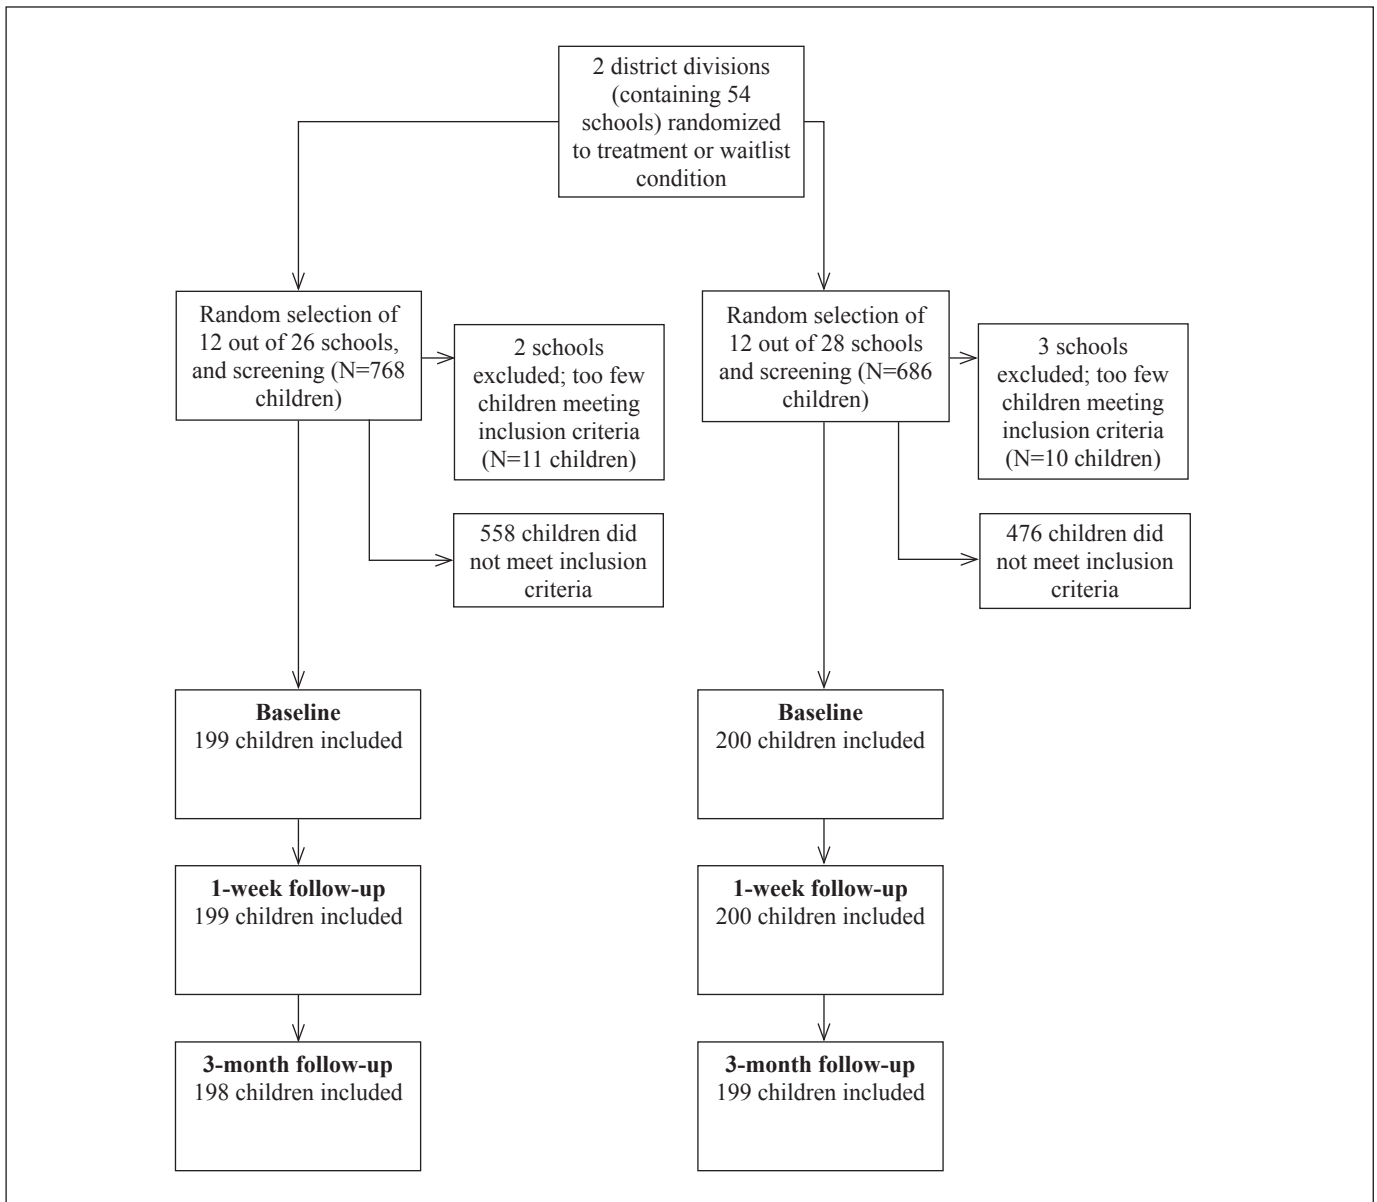 2 district divisions
(containing 54
schools) randomized
to treatment or waitlist
condition
Random selection of
12 out of 26 schools,
and screening (N=768
children)
2 schools
excluded; too few
children meeting
inclusion criteria
(N=11 children)
558 children did
not meet inclusion
criteria
Random selection of
12 out of 28 schools
and screening (N=686
children)
3 schools
excluded; too few
children meeting
inclusion criteria
(N=10 children)
476 children did
not meet inclusion
criteria
Baseline
199 children included
Baseline
200 children included
1-week follow-up
199 children included
1-week follow-up
200 children included
3-month follow-up
198 children included
3-month follow-up
199 children included